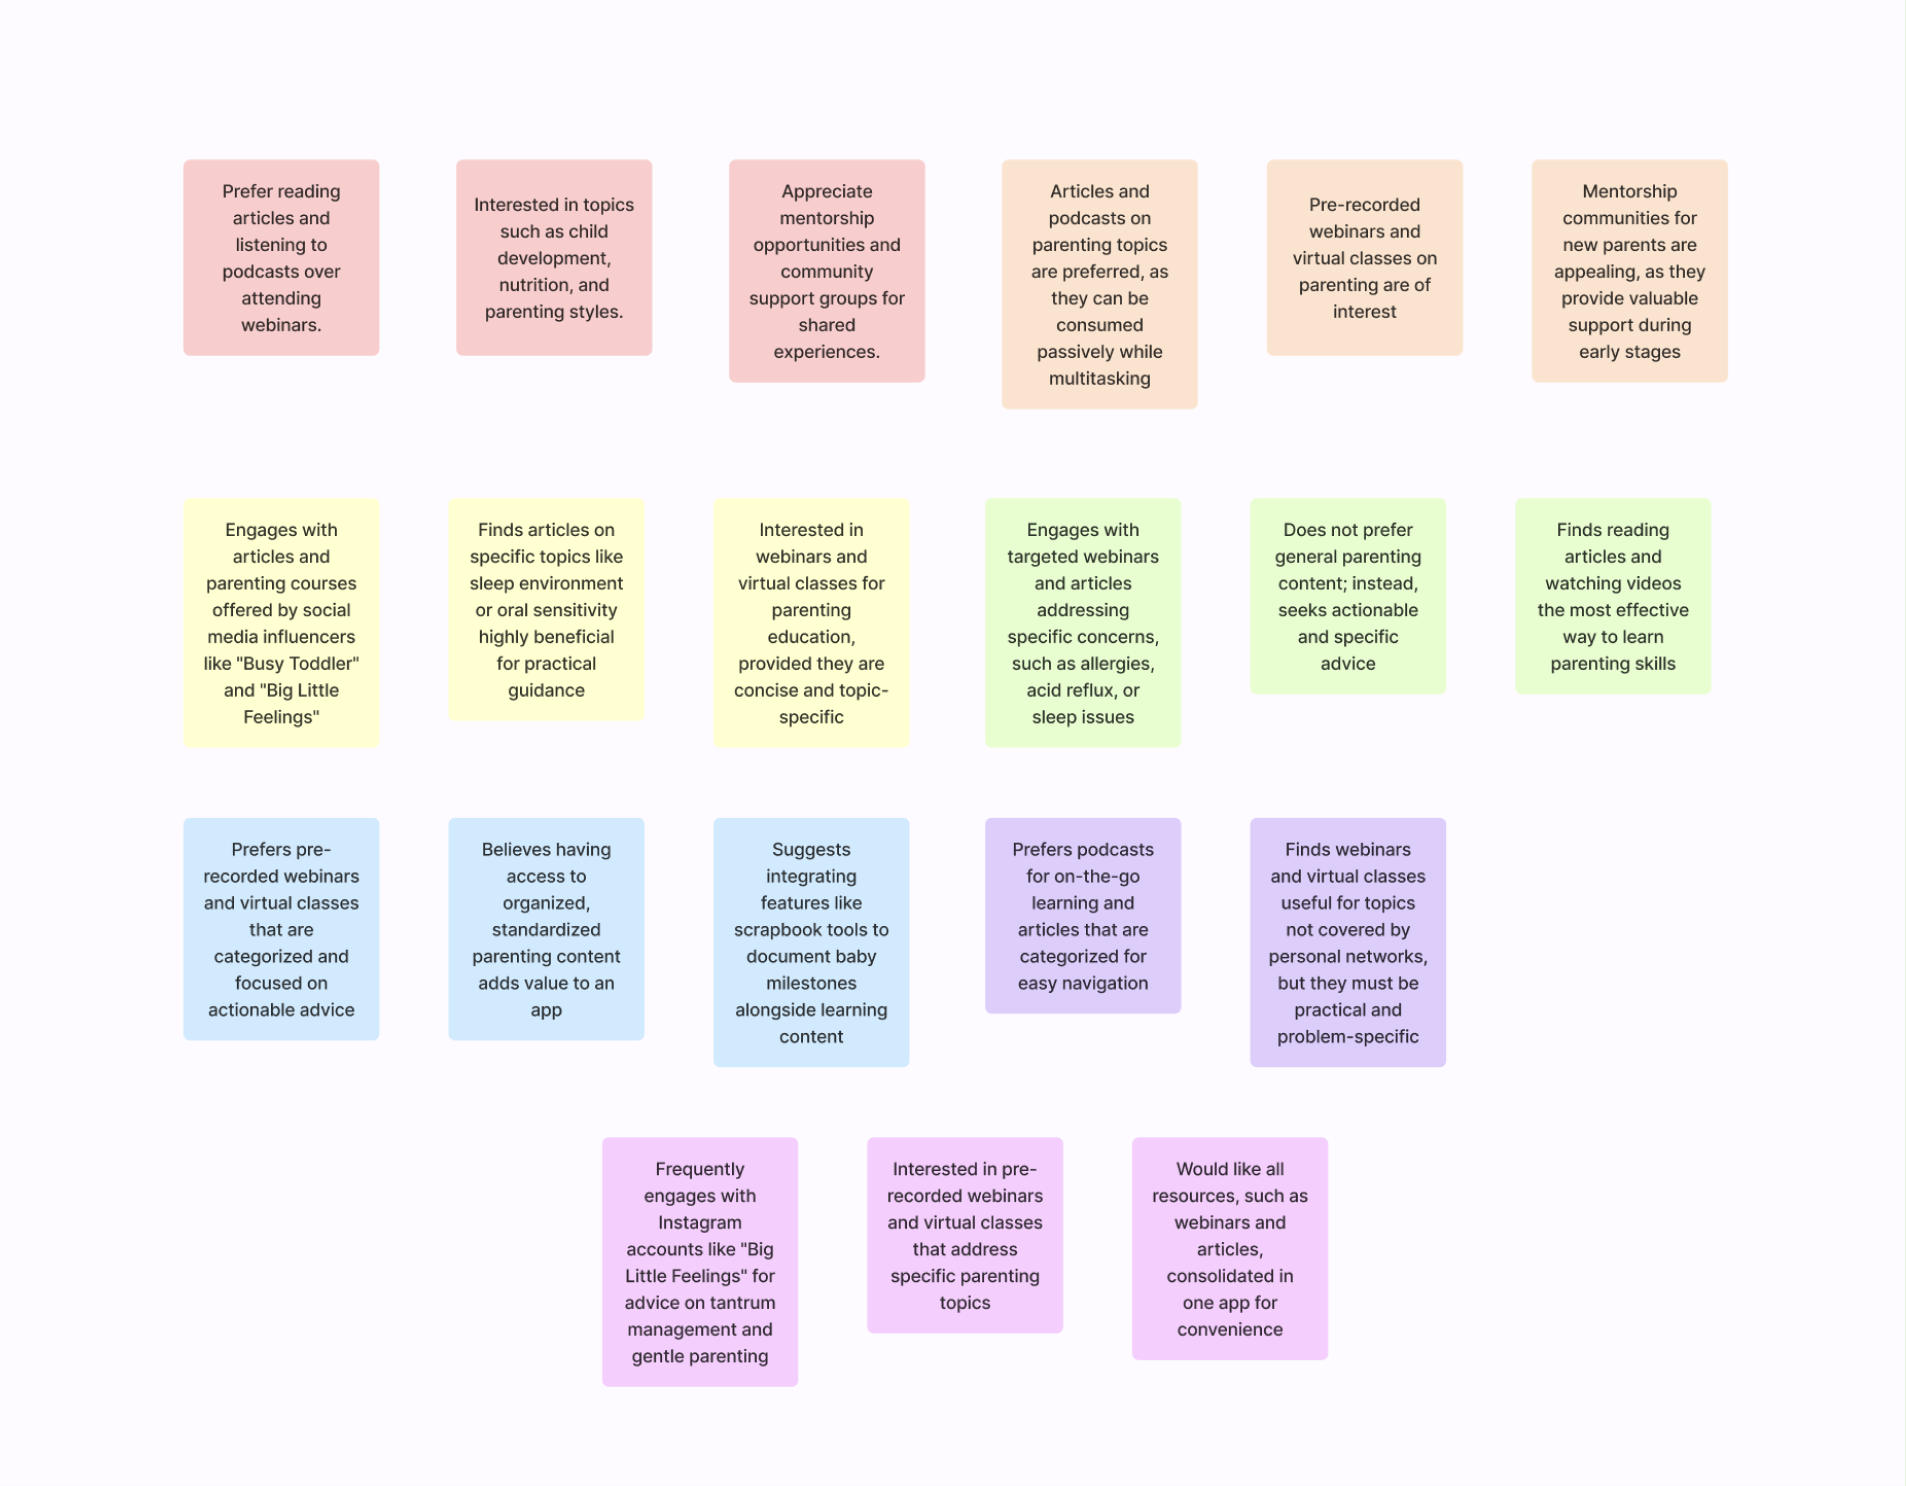 Prefer reading
articles and
listening to
podcasts over
attending
webinars.
Interested in topics
such as child
development,
nutrition, and
parenting styles.
Appreciate
mentorship
opportunities and
community
support groups for
shared
experiences.
Articles and
podcasts on
parenting topics
are preferred, as
they can be
consumed
passively while
multitasking
Pre-recorded
webinars and
virtual classes on
parenting are of
interest
Mentorship
communities for
new parents are
appealing, as they
provide valuable
support during
early stages
Engages with
articles and
parenting courses
offered by social
media influencers
like "Busy Toddler"
and "Big Little
Feelings"
Finds articles on
specific topics like
sleep environment
or oral sensitivity
highly beneficial
for practical
guidance
Interested in
webinars and
virtual classes for
parenting
education,
provided they are
concise and topic-
specific
Engages with
targeted webinars
and articles
addressing
specific concerns,
such as allergies,
acid reflux, or
sleep issues
Does not prefer
general parenting
content; instead,
seeks actionable
and specific
advice
Finds reading
articles and
watching videos
the most effective
way to learn
parenting skills
Prefers pre-
recorded webinars
and virtual classes
that are
categorized and
focused on
actionable advice
Believes having
access to
organized,
standardized
parenting content
adds value to an
app
Suggests
integrating
features like
scrapbook tools to
document baby
milestones
alongside learning
content
Prefers podcasts
for on-the-go
learning and
articles that are
categorized for
easy navigation
Finds webinars
and virtual classes
useful for topics
not covered by
personal networks,
but they must be
practical and
problem-specific
Frequently
engages with
Instagram
accounts like "Big
Little Feelings" for
advice on tantrum
management and
gentle parenting
Interested in pre-
recorded webinars
and virtual classes
that address
specific parenting
topics
Would like all
resources, such as
webinars and
articles,
consolidated in
one app for
convenience